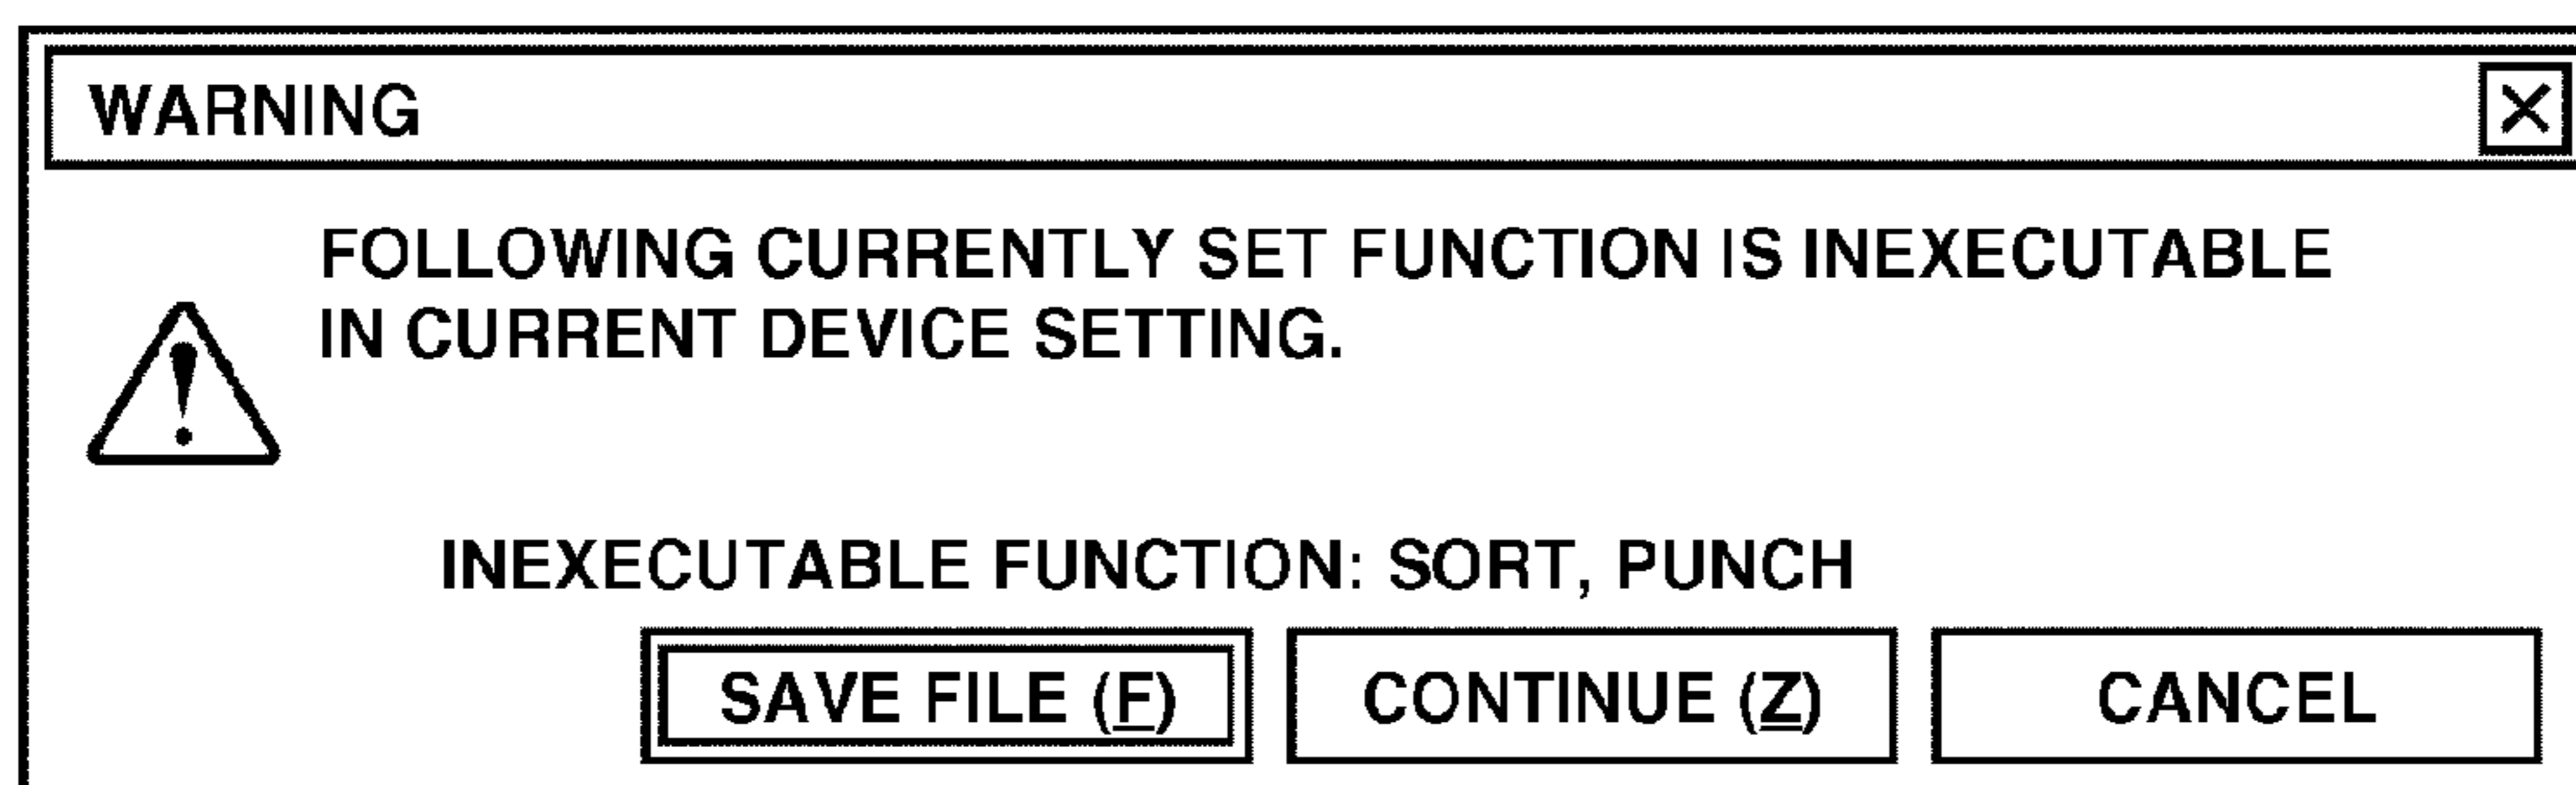 WARNING
FOLLOWING CURRENTLY SET FUNCTION IS INEXECUTABLE
IN CURRENT DEVICE SETTING.
INEXECUTABLE FUNCTION: SORT, PUNCH
SAVE FILE (F) CONTINUE (Z) CANCEL